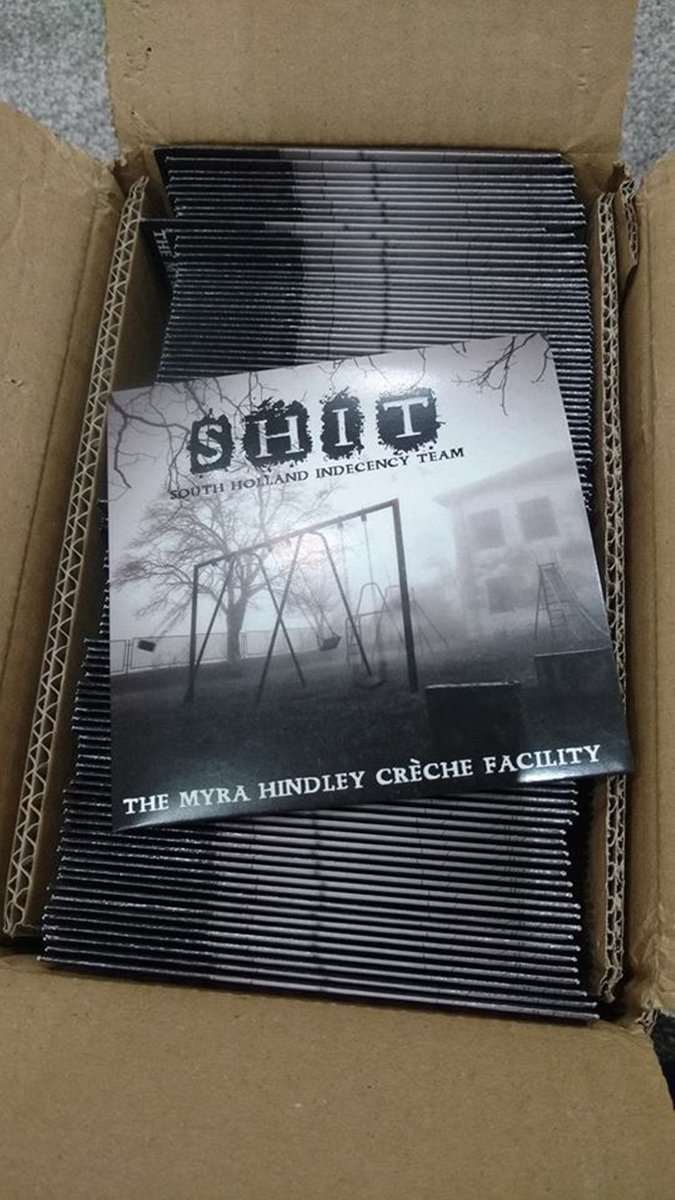 SHIT
SOUTH HOLLAND INDECENCY TEAM
THE MYRA HINDLEY CRÈCHE FACILITY